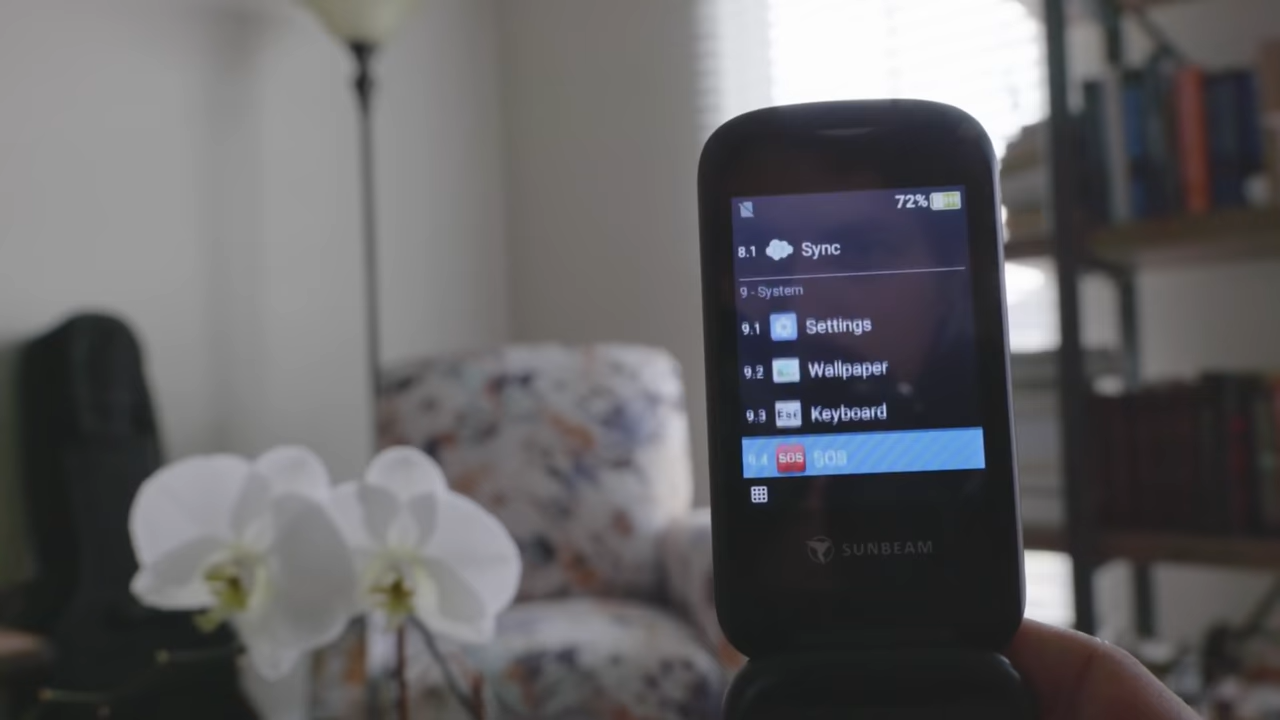 72%
8.1 Sync
9 - System
9.1 Settings
9.2 Wallpaper
9.3 Keyboard
9.4 SOS SOS
SUNBEAM